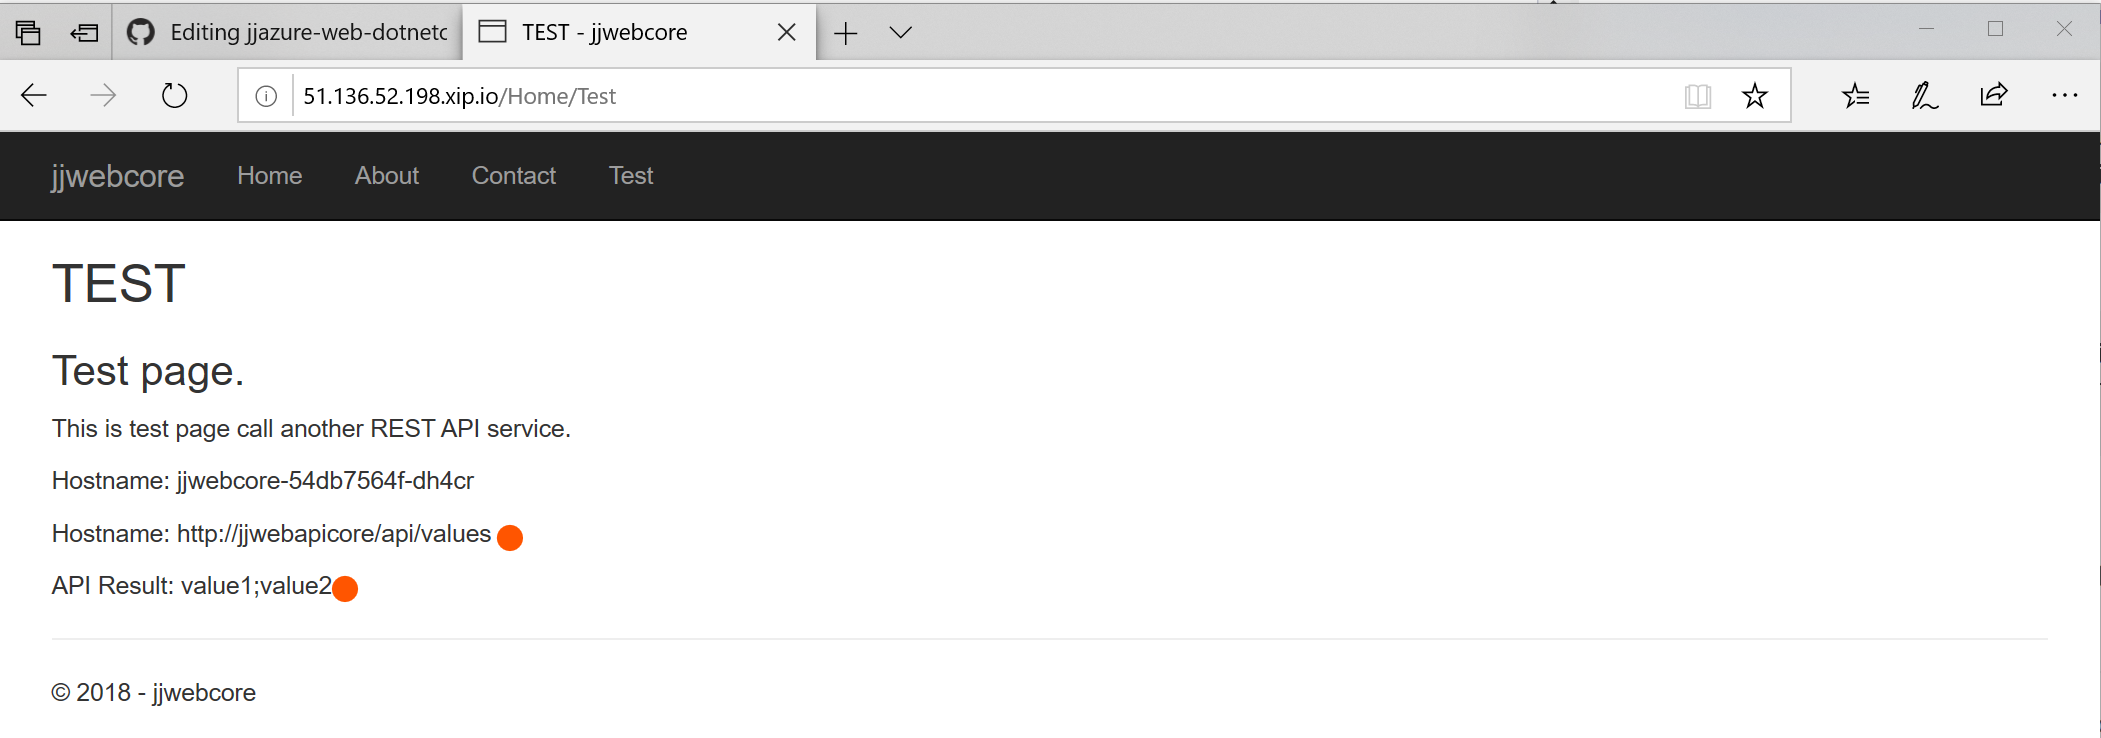 Editing jjazure-web-dotnetc
TEST - jjwebcore
51.136.52.198.xip.io/Home/Test
jjwebcore Home About Contact Test
TEST
Test page.
This is test page call another REST API service.
Hostname: jjwebcore-54db7564f-dh4cr
Hostname: http://jjwebapicore/api/values
API Result: value1;value2
© 2018 - jjwebcore